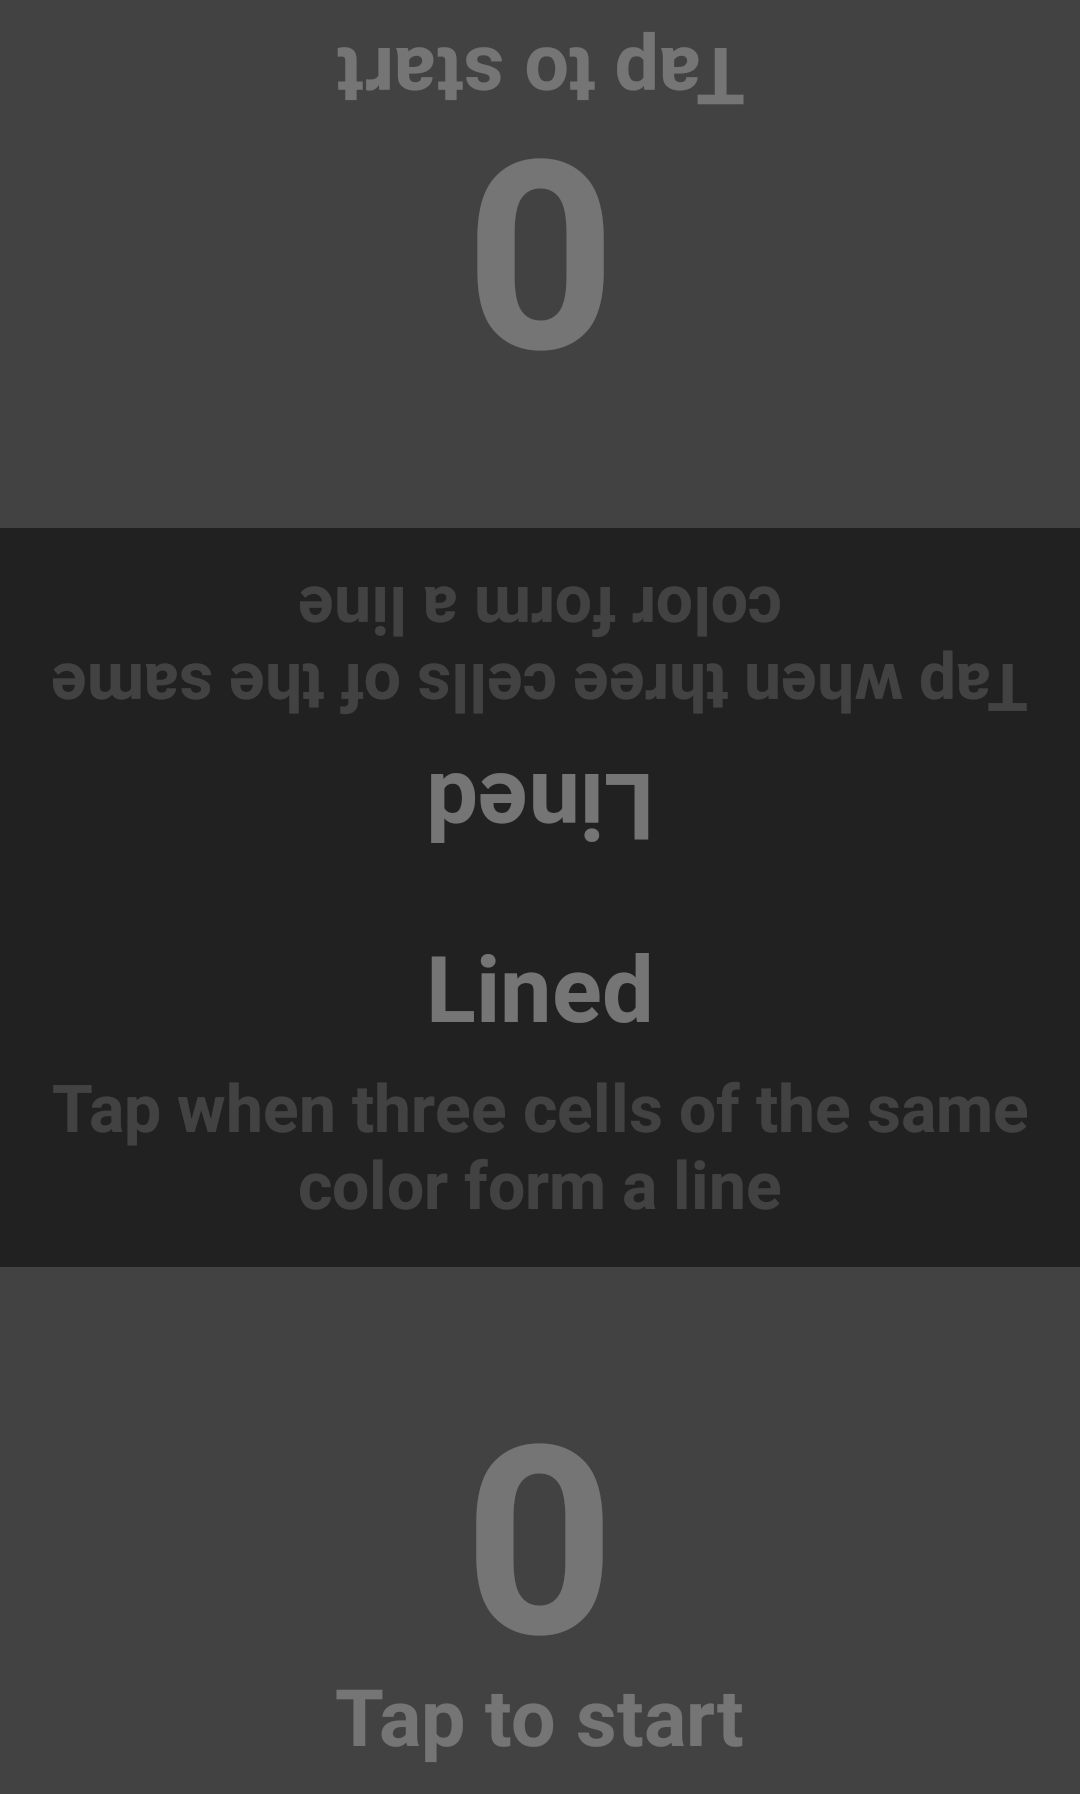 Tap to start
0
Tap when three cells of the same
color form a line
Lined
Lined
Tap when three cells of the same
color form a line
0
Tap to start